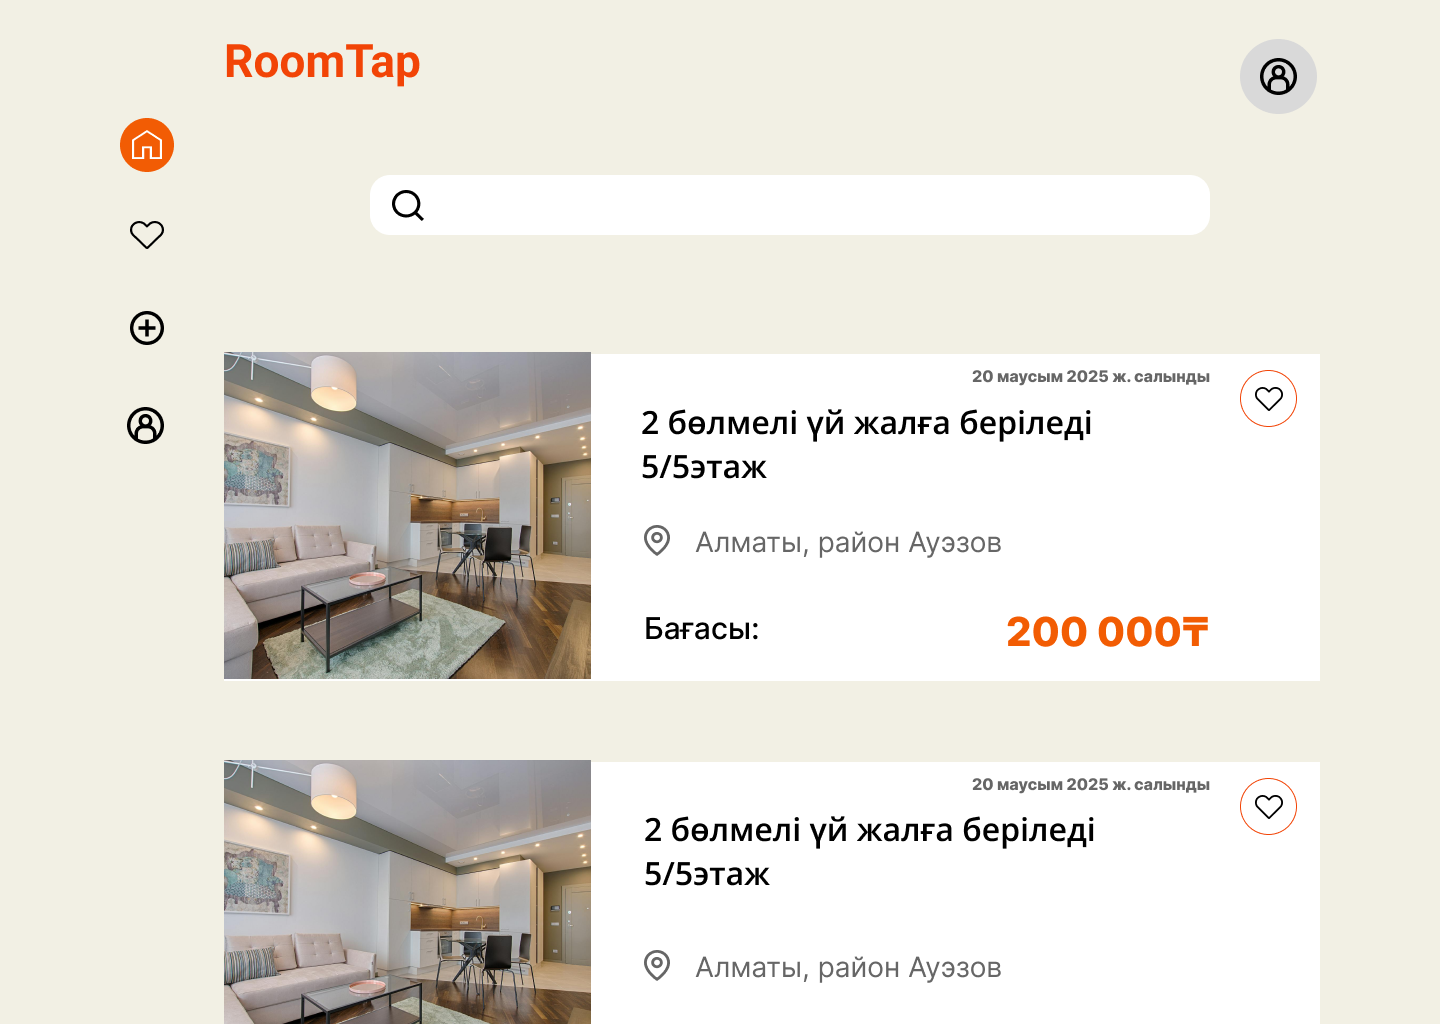 RoomTap
20 маусым 2025 ж. салынды
2 бөлмелі үй жалға беріледі
5/5этаж
Алматы, район Ауэзов
Бағасы:
200 000₸
20 маусым 2025 ж. салынды
2 бөлмелі үй жалға беріледі
5/5этаж
Алматы, район Ауэзов